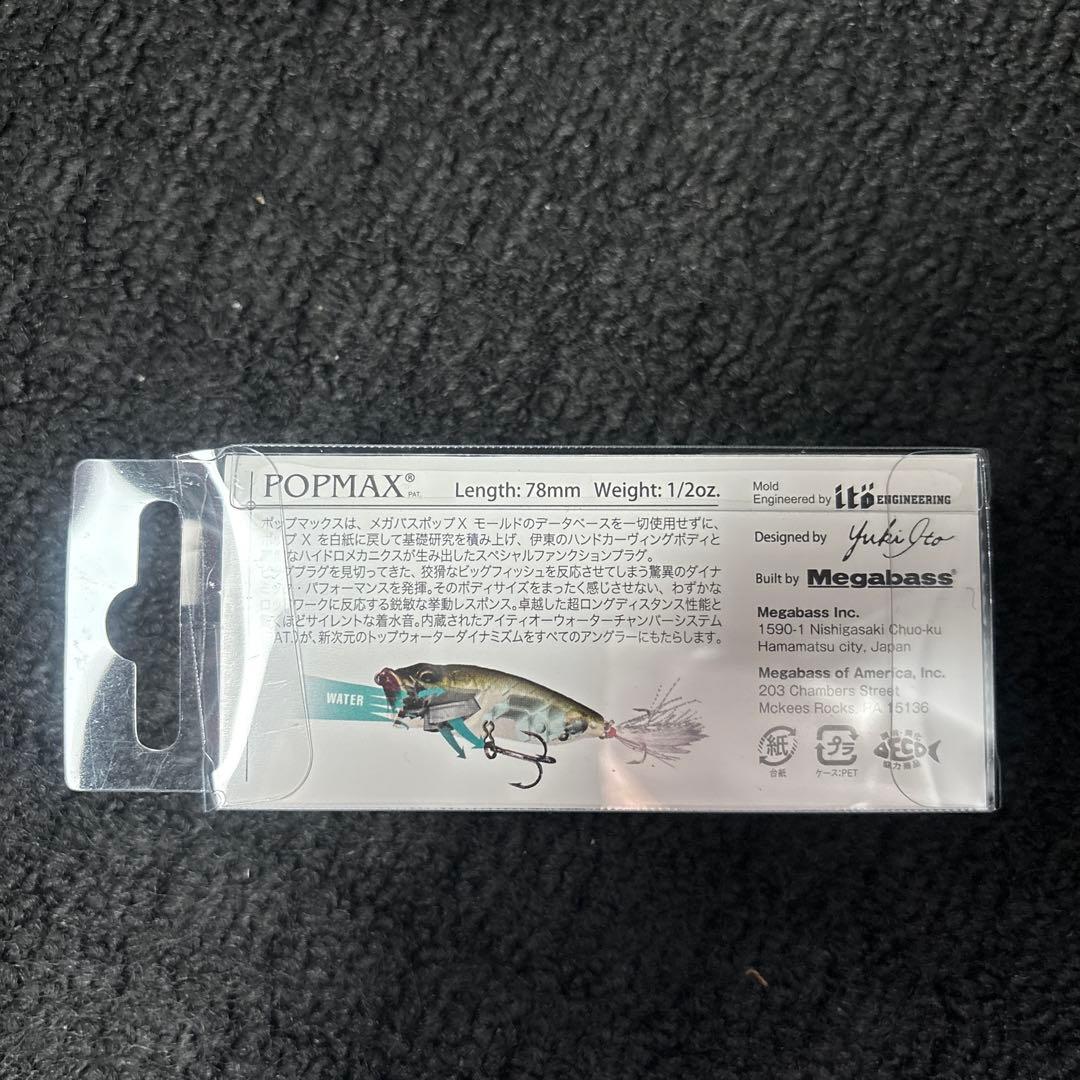 POPMAX® PAT. Length: 78mm Weight: 1/2oz.
ポップマックスは、メガバスポップX モールドのデータベースを一切使用せずに、
ポップ X を白紙に戻して基礎研究を積み上げ、伊東のハンドカーヴィングボディと
なハイドロメカニクスが生み出したスペシャルファンクションプラグ。
プラグを見切ってきた、狡猾なビッグフィッシュを反応させてしまう驚異のダイナ
・パフォーマンスを発揮。そのボディサイズをまったく感じさせない、わずかな
ロッドワークに反応する鋭敏な挙動レスポンス。卓越した超ロングディスタンス性能と
くほどサイレントな着水音。内蔵されたアイティオーウォーターチャンバーシステム
(PAT.)が、新次元のトップウォーターダイナミズムをすべてのアングラーにもたらします。
WATER
Mold
Engineered by ito ENGINEERING
Designed by Yuki Ito
Built by Megabass®
Megabass Inc.
1590-1 Nishigasaki Chuo-ku
Hamamatsu city, Japan
Megabass of America, Inc.
203 Chambers Street
Mckees Rocks, PA 15136
紙 プラ ECO
台紙 ケース:PET 協力商品